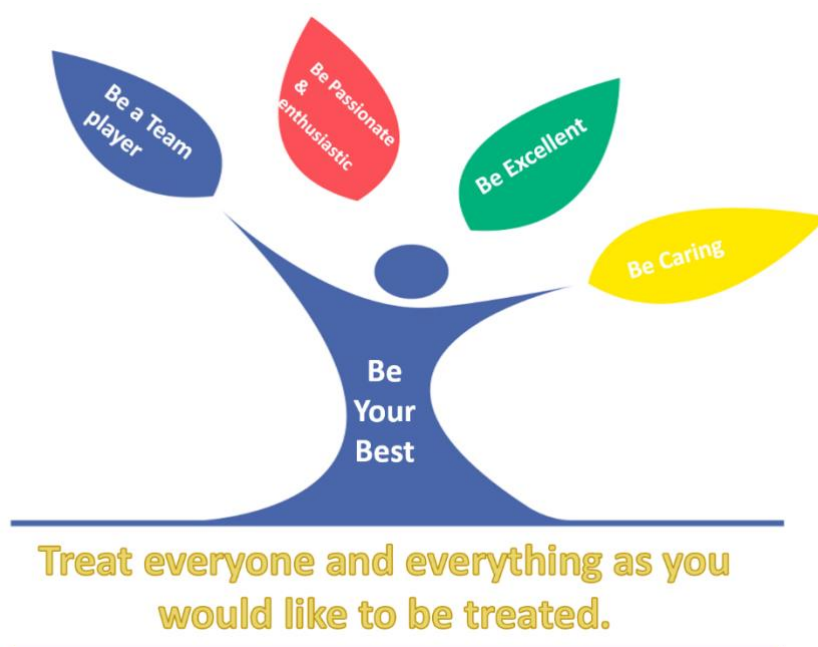 Be a Team
player
Be Passionate
&
enthusiastic
Be Excellent
Be Caring
Be
Your
Best
Treat everyone and everything as you
would like to be treated.